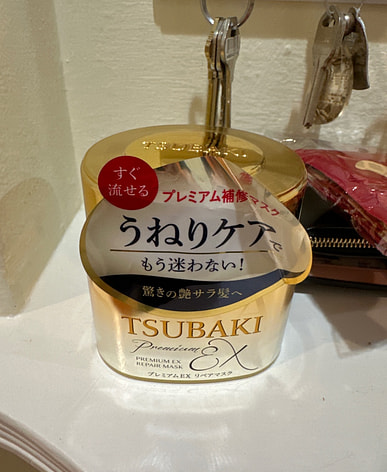 TSUBAKI
すぐ
流せる
プレミアム補修マスク
うねりケアで
もう迷わない!
驚きの艶サラ髪へ
TSUBAKI
Premium EX
PREMIUM EX
REPAIR MASK
プレミアムEX リペアマスク